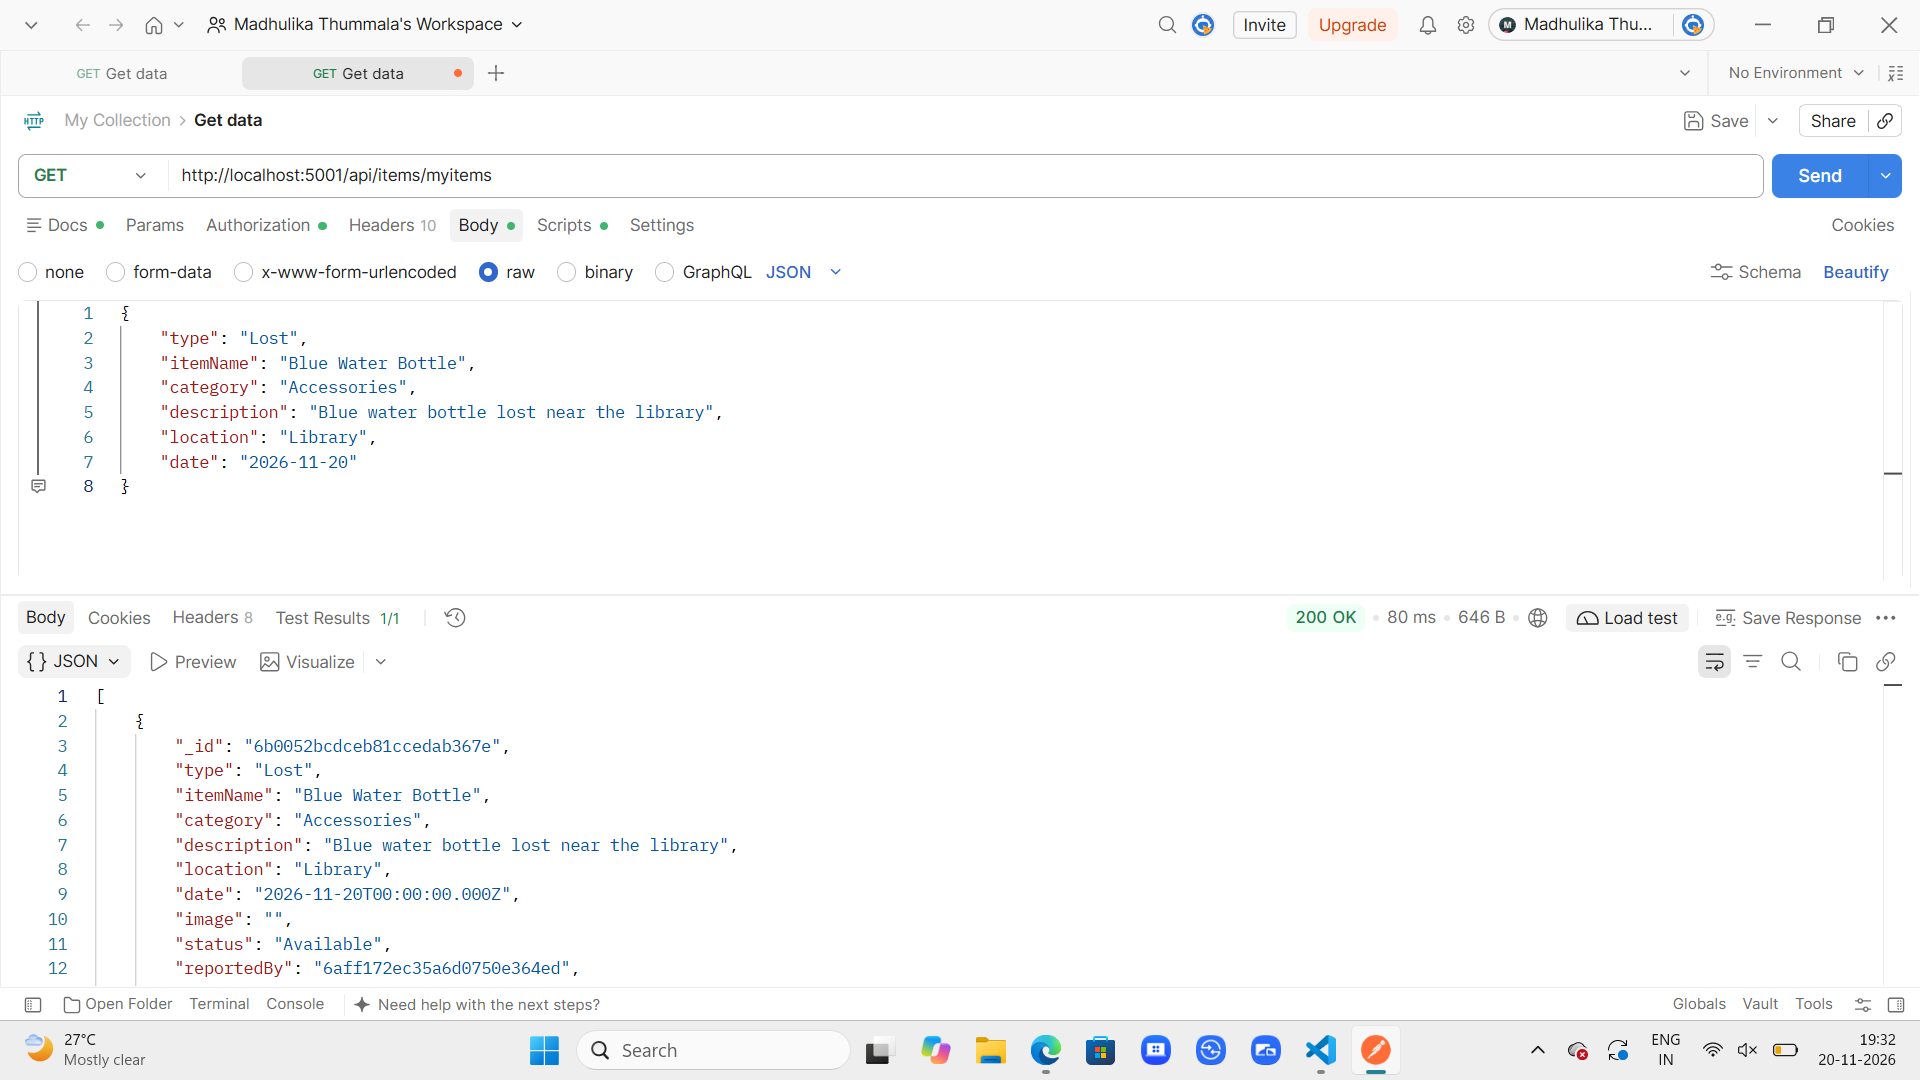 Madhulika Thummala's Workspace
Invite
Upgrade
M Madhulika Thu...
GET Get data
GET Get data
No Environment
HTTP My Collection > Get data
Save
Share
GET http://localhost:5001/api/items/myitems
Send
Docs Params Authorization Headers 10 Body Scripts Settings
Cookies
none form-data x-www-form-urlencoded raw binary GraphQL JSON
Schema Beautify
1 {
2 "type": "Lost",
3 "itemName": "Blue Water Bottle",
4 "category": "Accessories",
5 "description": "Blue water bottle lost near the library",
6 "location": "Library",
7 "date": "2026-11-20"
8 }
Body Cookies Headers 8 Test Results 1/1
200 OK • 80 ms • 646 B
Load test
e.g. Save Response
{} JSON Preview Visualize
1 [
2 {
3 "_id": "6b0052bcdceb81ccedab367e",
4 "type": "Lost",
5 "itemName": "Blue Water Bottle",
6 "category": "Accessories",
7 "description": "Blue water bottle lost near the library",
8 "location": "Library",
9 "date": "2026-11-20T00:00:00.000Z",
10 "image": "",
11 "status": "Available",
12 "reportedBy": "6aff172ec35a6d0750e364ed",
Open Folder Terminal Console Need help with the next steps?
Globals Vault Tools
27°C
Mostly clear
Search
ENG
IN
19:32
20-11-2026